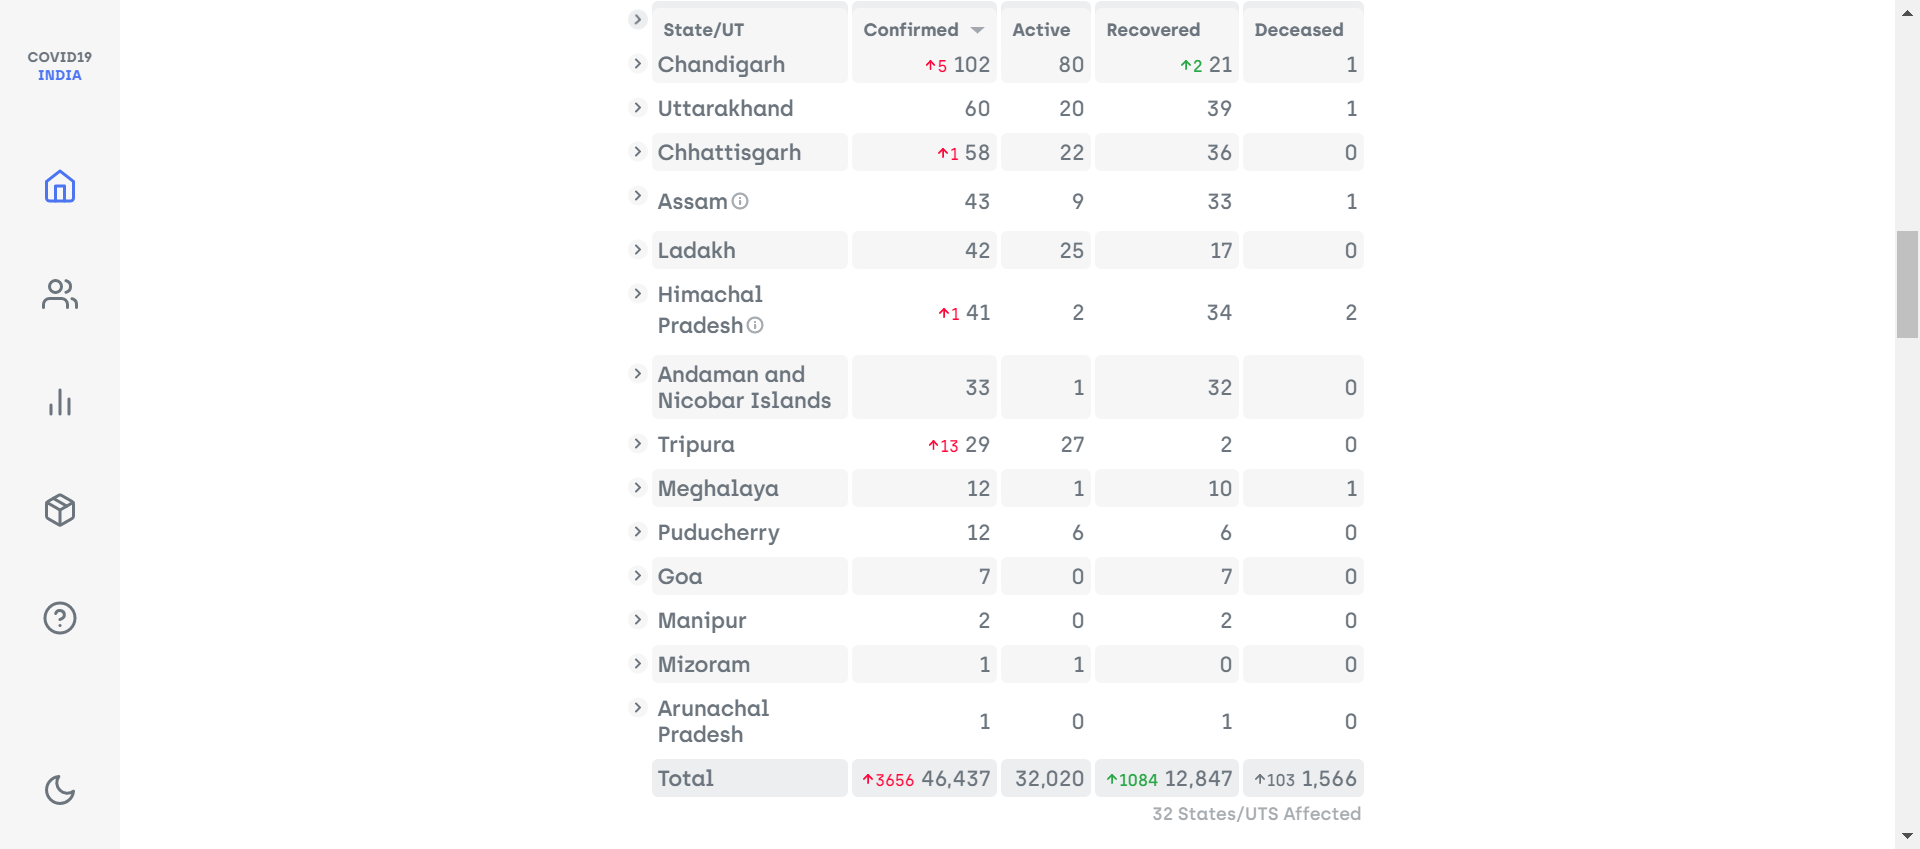 COVID19
INDIA
State/UT Confirmed Active Recovered Deceased
Chandigarh ↑5 102 80 ↑2 21 1
Uttarakhand 60 20 39 1
Chhattisgarh ↑1 58 22 36 0
Assam 43 9 33 1
Ladakh 42 25 17 0
Himachal
Pradesh ↑1 41 2 34 2
Andaman and
Nicobar Islands 33 1 32 0
Tripura ↑13 29 27 2 0
Meghalaya 12 1 10 1
Puducherry 12 6 6 0
Goa 7 0 7 0
Manipur 2 0 2 0
Mizoram 1 1 0 0
Arunachal
Pradesh 1 0 1 0
Total ↑3656 46,437 32,020 ↑1084 12,847 ↑103 1,566
32 States/UTS Affected